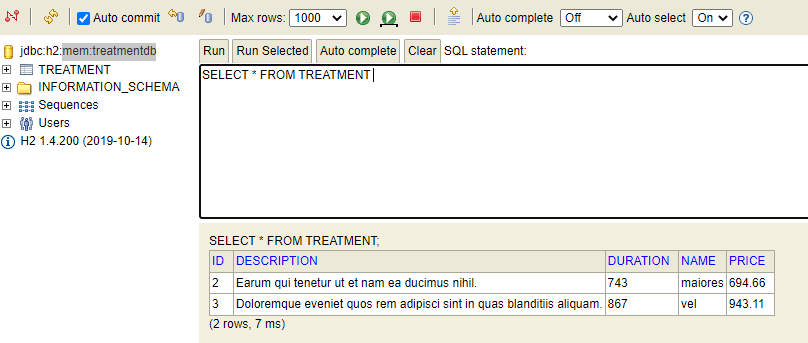 Auto commit Max rows: 1000 Auto complete Off Auto select On
jdbc:h2:mem:treatmentdb
TREATMENT
INFORMATION_SCHEMA
Sequences
Users
H2 1.4.200 (2019-10-14)
Run Run Selected Auto complete Clear SQL statement:
SELECT * FROM TREATMENT
SELECT * FROM TREATMENT;
ID DESCRIPTION DURATION NAME PRICE
2 Earum qui tenetur ut et nam ea ducimus nihil. 743 maiores 694.66
3 Doloremque eveniet quos rem adipisci sint in quas blanditiis aliquam. 867 vel 943.11
(2 rows, 7 ms)